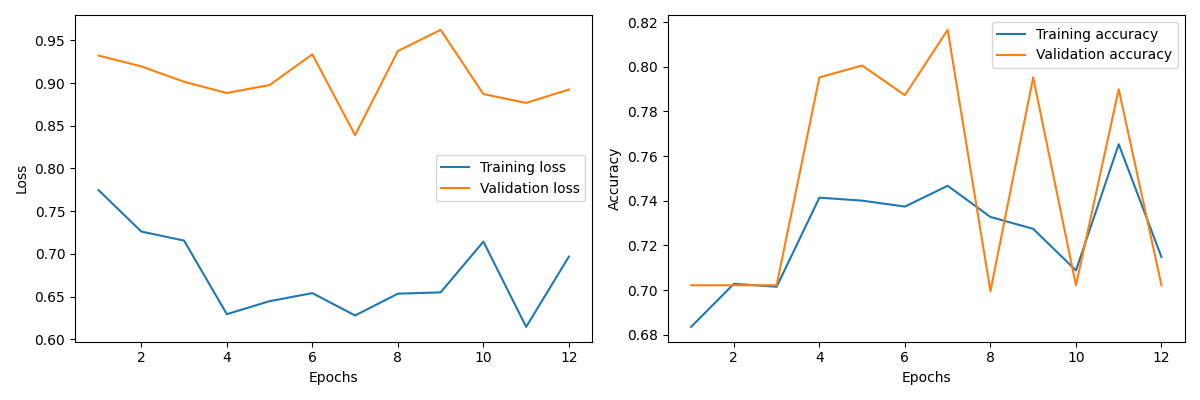 0.95
0.90
0.85
0.80
0.75
0.70
0.65
0.60
Loss
Training loss
Validation loss
2 4 6 8 10 12
Epochs
0.82
0.80
0.78
0.76
0.74
0.72
0.70
0.68
Accuracy
Training accuracy
Validation accuracy
2 4 6 8 10 12
Epochs